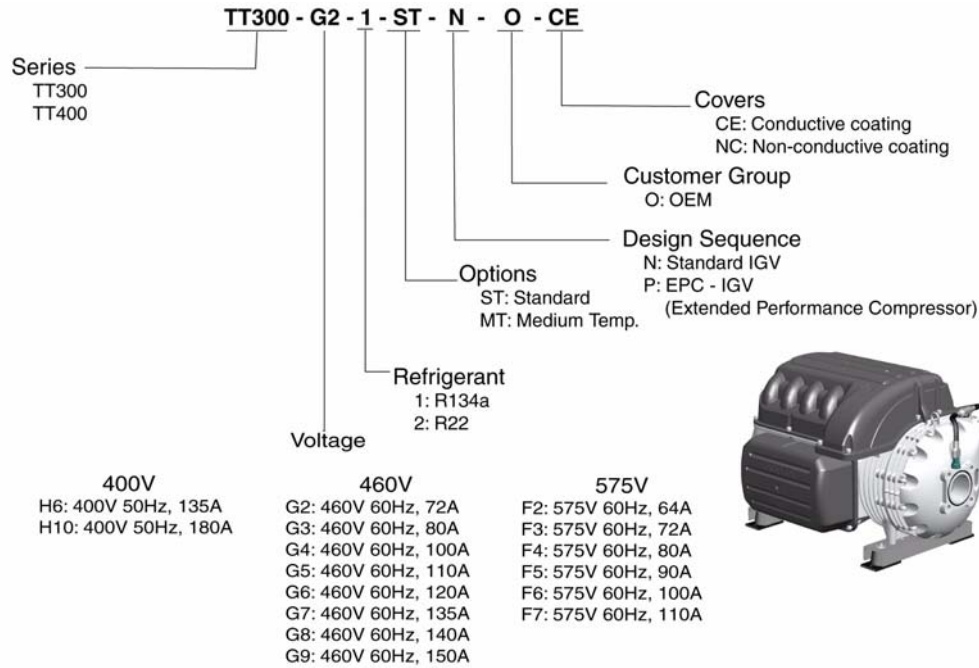 TT300 - G2 - 1 - ST - N - O - CE
Series
TT300
TT400
Covers
CE: Conductive coating
NC: Non-conductive coating
Customer Group
O: OEM
Design Sequence
N: Standard IGV
P: EPC - IGV
(Extended Performance Compressor)
Options
ST: Standard
MT: Medium Temp.
Refrigerant
1: R134a
2: R22
Voltage
400V
H6: 400V 50Hz, 135A
H10: 400V 50Hz, 180A
460V
G2: 460V 60Hz, 72A
G3: 460V 60Hz, 80A
G4: 460V 60Hz, 100A
G5: 460V 60Hz, 110A
G6: 460V 60Hz, 120A
G7: 460V 60Hz, 135A
G8: 460V 60Hz, 140A
G9: 460V 60Hz, 150A
575V
F2: 575V 60Hz, 64A
F3: 575V 60Hz, 72A
F4: 575V 60Hz, 80A
F5: 575V 60Hz, 90A
F6: 575V 60Hz, 100A
F7: 575V 60Hz, 110A